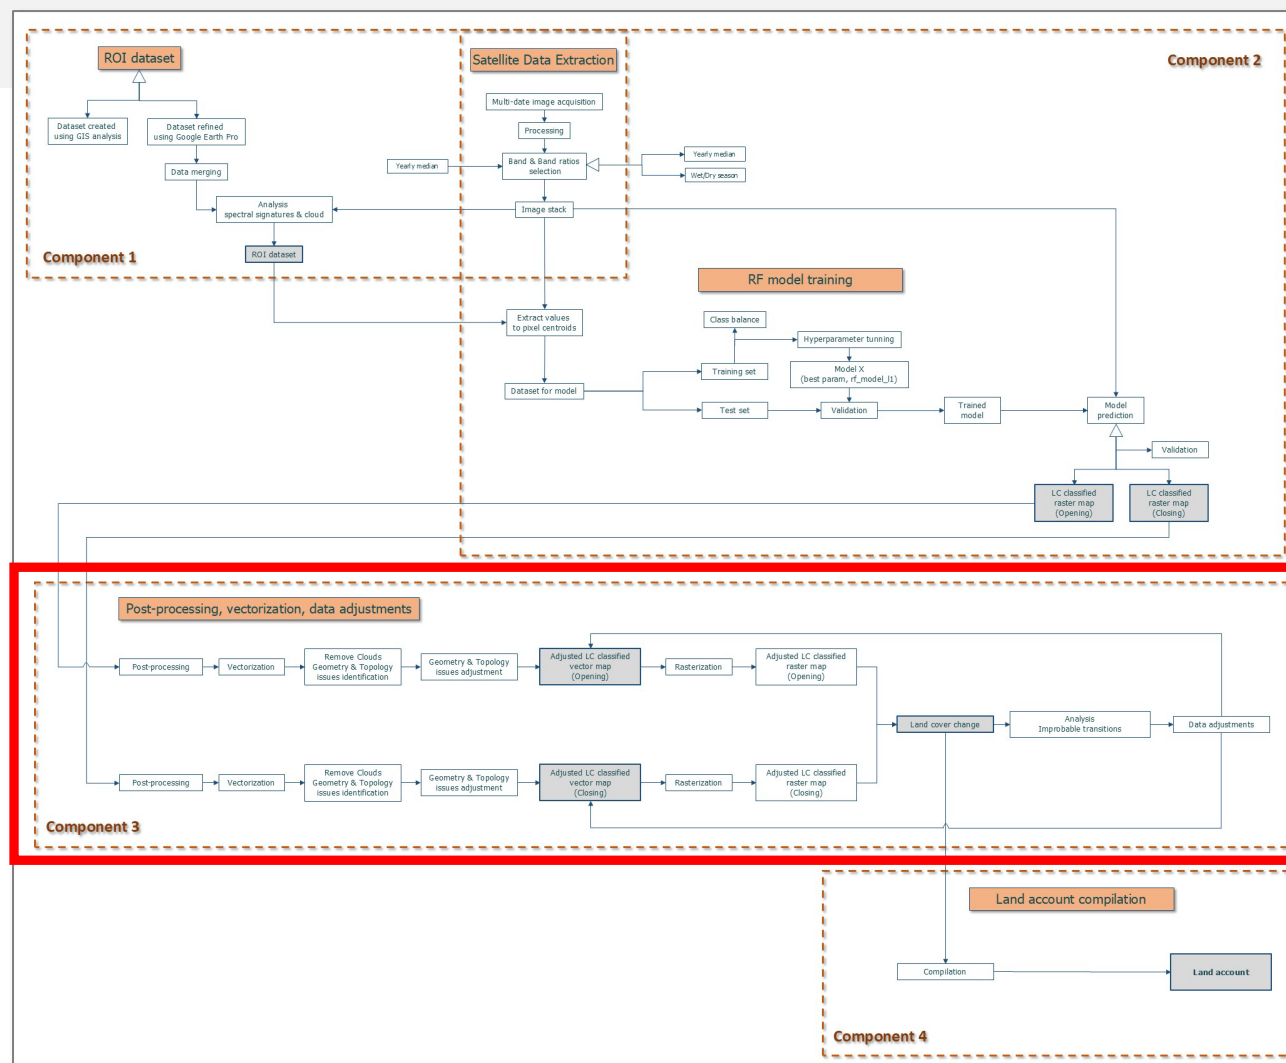 ROI dataset
Dataset created
using GIS analysis
Dataset refined
using Google Earth Pro
Data merging
Analysis
spectral signatures & cloud
ROI dataset
Component 1
Satellite Data Extraction
Component 2
Multi-date image acquisition
Processing
Yearly median
Band & Band ratios
selection
Yearly median
Wet/Dry season
Image stack
RF model training
Extract values
to pixel centroids
Dataset for model
Class balance
Training set
Hyperparameter tunning
Model X
(best param, rf_model_l1)
Test set
Validation
Trained
model
Model
prediction
Validation
LC classified
raster map
(Opening)
LC classified
raster map
(Closing)
Post-processing, vectorization, data adjustments
Post-processing
Vectorization
Remove Clouds
Geometry & Topology
issues identification
Geometry & Topology
issues adjustment
Adjusted LC classified
vector map
(Opening)
Rasterization
Adjusted LC classified
raster map
(Opening)
Land cover change
Analysis
Improbable transitions
Data adjustments
Post-processing
Vectorization
Remove Clouds
Geometry & Topology
issues identification
Geometry & Topology
issues adjustment
Adjusted LC classified
vector map
(Closing)
Rasterization
Adjusted LC classified
raster map
(Closing)
Component 3
Land account compilation
Compilation
Land account
Component 4